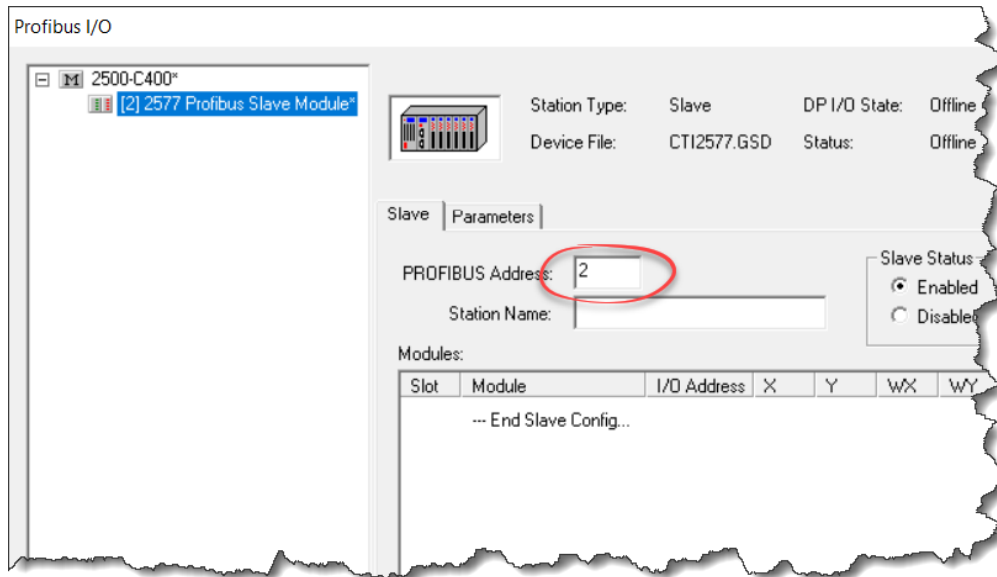 Profibus I/O
M 2500-C400*
[2] 2577 Profibus Slave Module*
Station Type: Slave DP I/O State: Offline
Device File: CTI2577.GSD Status: Offline
Slave Parameters
PROFIBUS Address: 2
Slave Status
Enabled
Station Name:
Disabled
Modules:
Slot Module I/O Address X Y WX WY
--- End Slave Config...